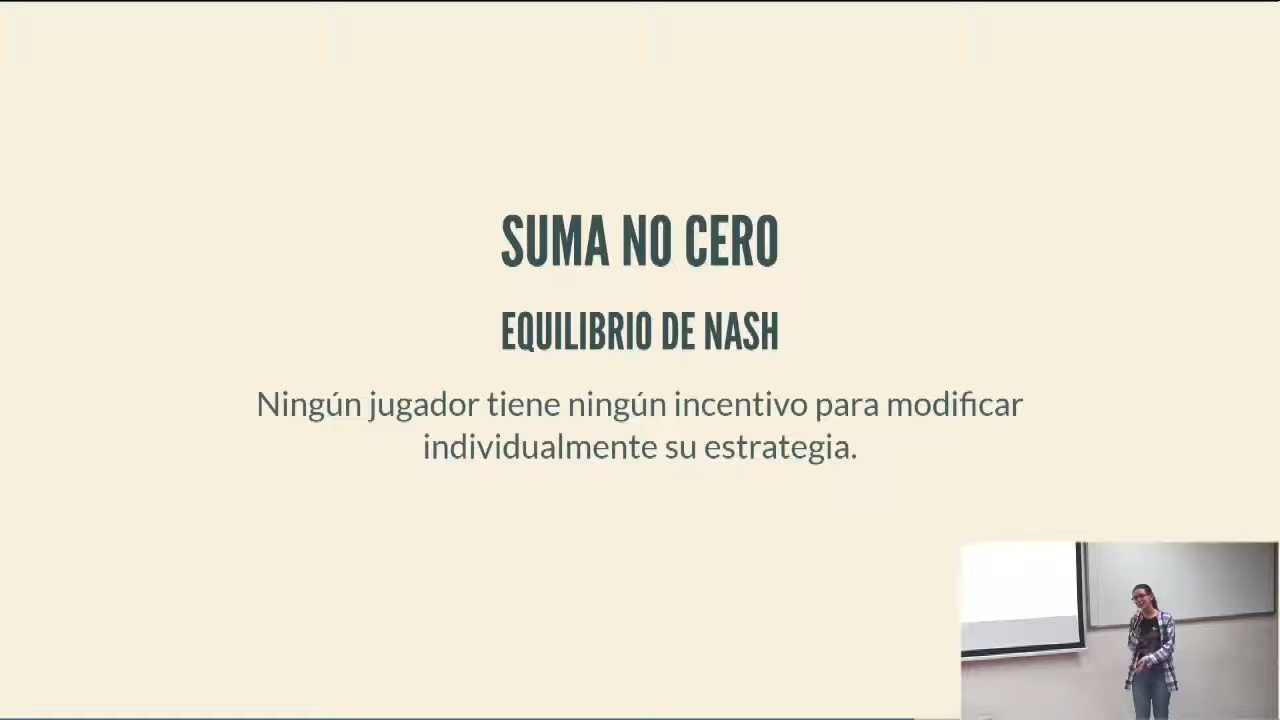 SUMA NO CERO
EQUILIBRIO DE NASH
Ningún jugador tiene ningún incentivo para modificar
individualmente su estrategia.